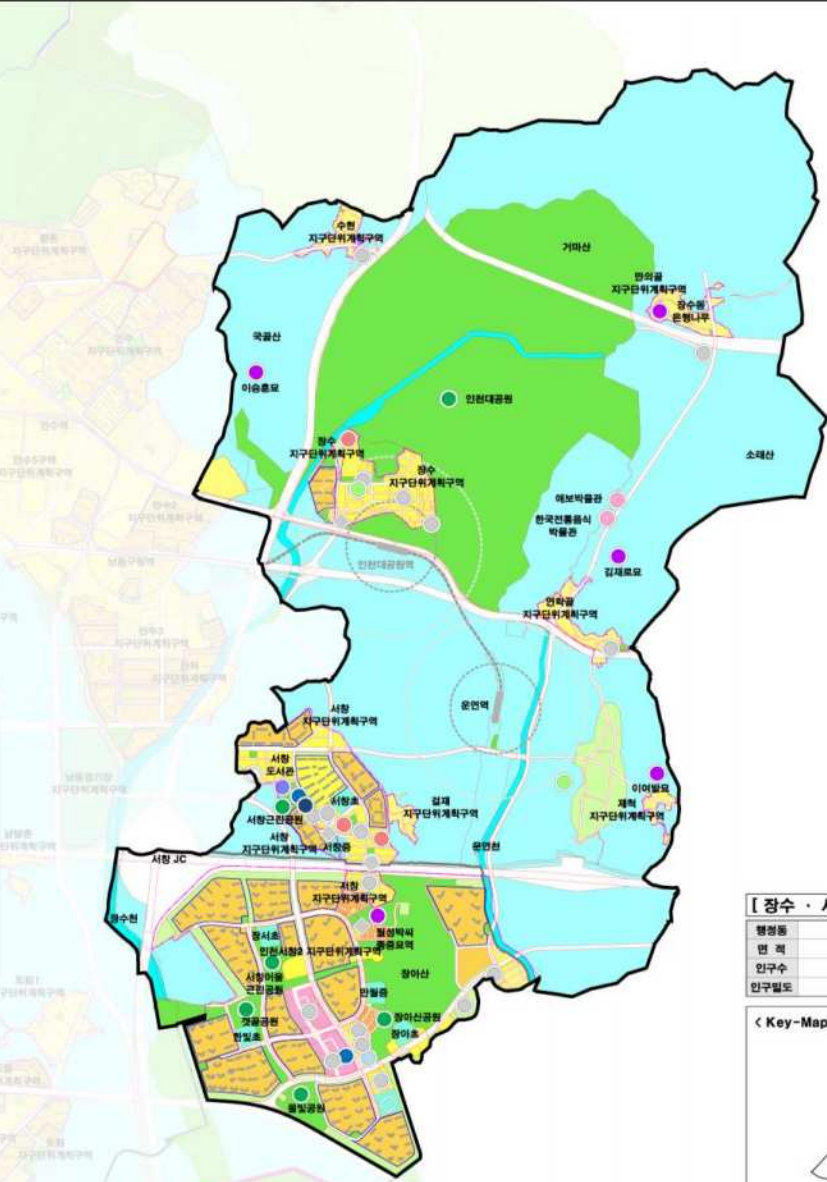 수현
지구단위계획구역
거마산
만의골
지구단위계획구역
장수동
은행나무
국골산
이승훈묘
인천대공원
장수
지구단위계획구역
장수
지구단위계획구역
소래산
애보박물관
한국전통음식
박물관
인천대공원역
김재로묘
연락골
지구단위계획구역
운연역
서창
지구단위계획구역
서창
도서관
서창초
서창근린공원
서창
지구단위계획구역
서창중
걸재
지구단위계획구역
이여발묘
제척
지구단위계획구역
운연천
서창 JC
서창
지구단위계획구역
장수천
월성박씨
종중묘역
장서초
인천서창2 지구단위계획구역
서창어울
근린공원
장아산
만월중
갯골공원
한빛초
장아산공원
장아초
물빛공원
남동구청역
만수역
[ 장수 ·
행정동
면 적
인구수
인구밀도
< Key-Map